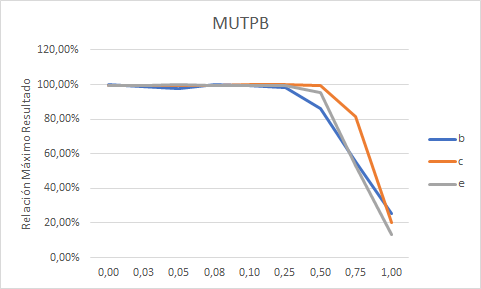 MUTPB
Relación Máximo Resultado
120,00%
100,00%
80,00%
60,00%
40,00%
20,00%
0,00%
0,00 0,03 0,05 0,08 0,10 0,25 0,50 0,75 1,00
b
c
e